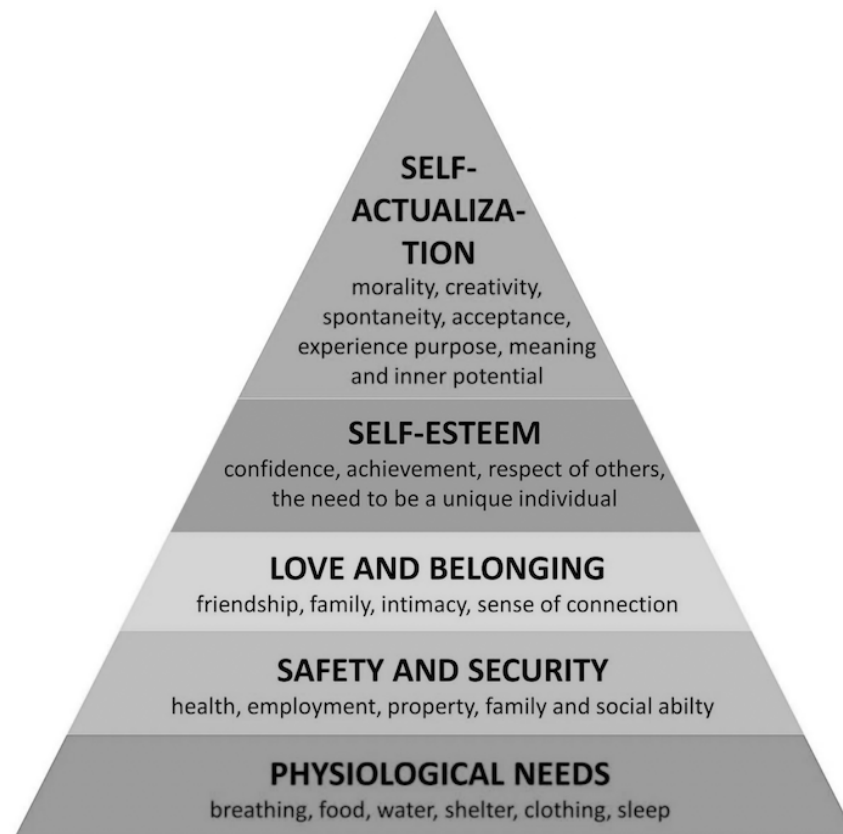 SELF-
ACTUALIZA-
TION
morality, creativity,
spontaneity, acceptance,
experience purpose, meaning
and inner potential
SELF-ESTEEM
confidence, achievement, respect of others,
the need to be a unique individual
LOVE AND BELONGING
friendship, family, intimacy, sense of connection
SAFETY AND SECURITY
health, employment, property, family and social abilty
PHYSIOLOGICAL NEEDS
breathing, food, water, shelter, clothing, sleep